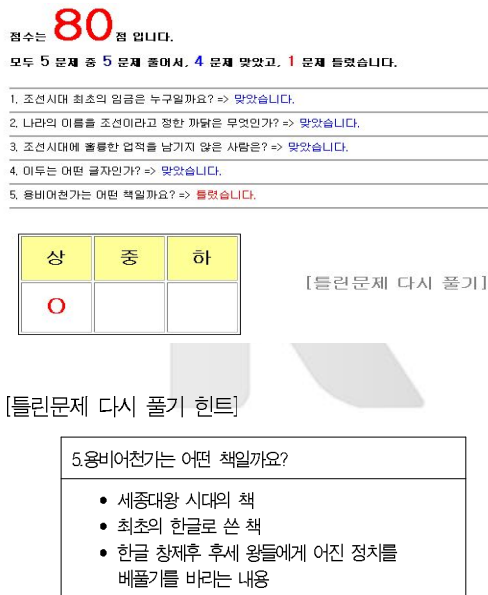 점수는 80점 입니다.
모두 5 문제 중 5 문제 풀어서, 4 문제 맞았고, 1 문제 틀렸습니다.
1. 조선시대 최초의 임금은 누구일까요? => 맞았습니다.
2. 나라의 이름을 조선이라고 정한 까닭은 무엇인가? => 맞았습니다.
3. 조선시대에 훌륭한 업적을 남기지 않은 사람은? => 맞았습니다.
4. 이두는 어떤 글자인가? => 맞았습니다.
5. 용비어천가는 어떤 책일까요? => 틀렸습니다.
상 중 하
O
[틀린문제 다시 풀기]
[틀린문제 다시 풀기 힌트]
5.용비어천가는 어떤 책일까요?
• 세종대왕 시대의 책
• 최초의 한글로 쓴 책
• 한글 창제후 후세 왕들에게 어진 정치를
베풀기를 바리는 내용